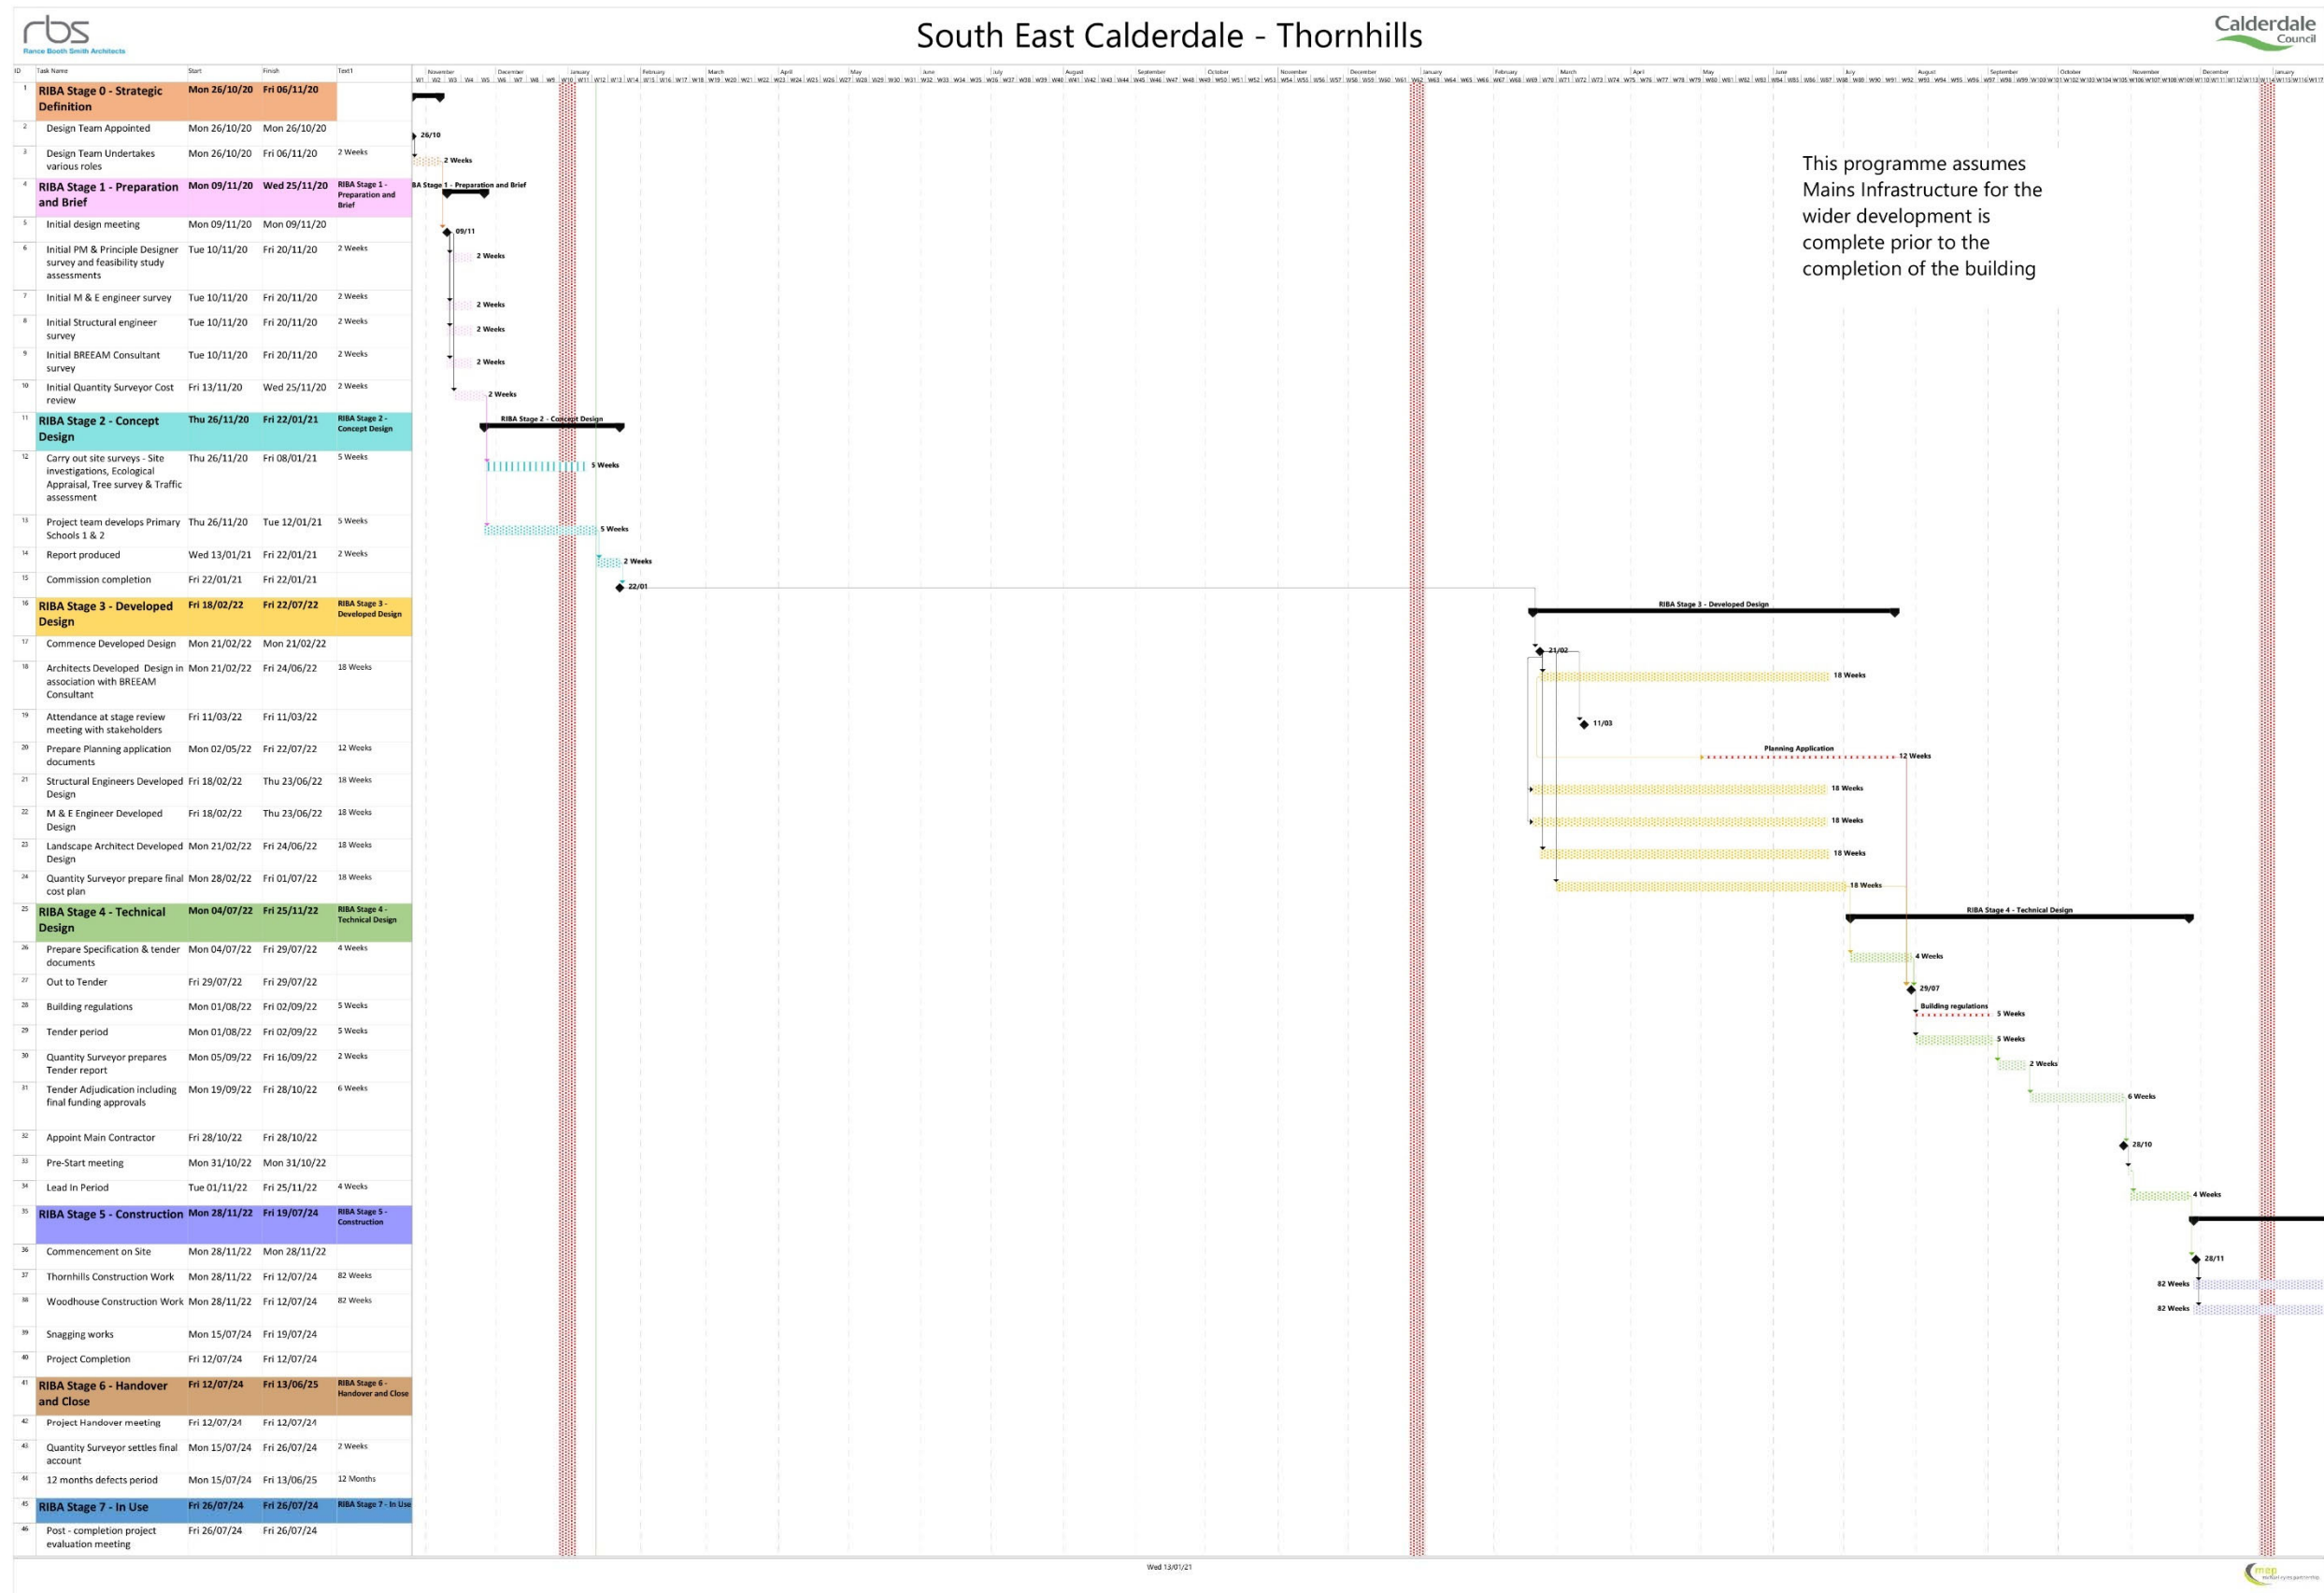 rbs
Rance Booth Smith Architects
South East Calderdale - Thornhills
Calderdale
Council
ID Task Name Start Finish Text1
November December January February March April May June July August September October November December January February March April May June July August September October November December January
1 RIBA Stage 0 - Strategic Mon 26/10/20 Fri 06/11/20
Definition
2 Design Team Appointed Mon 26/10/20 Mon 26/10/20
26/10
3 Design Team Undertakes Mon 26/10/20 Fri 06/11/20 2 Weeks
various roles
2 Weeks
4 RIBA Stage 1 - Preparation Mon 09/11/20 Wed 25/11/20 RIBA Stage 1 -
and Brief Preparation and
Brief
BA Stage 1 - Preparation and Brief
5 Initial design meeting Mon 09/11/20 Mon 09/11/20
09/11
6 Initial PM & Principle Designer Tue 10/11/20 Fri 20/11/20 2 Weeks
survey and feasibility study
assessments
2 Weeks
7 Initial M & E engineer survey Tue 10/11/20 Fri 20/11/20 2 Weeks
2 Weeks
8 Initial Structural engineer Tue 10/11/20 Fri 20/11/20 2 Weeks
survey
2 Weeks
9 Initial BREEAM Consultant Tue 10/11/20 Fri 20/11/20 2 Weeks
survey
2 Weeks
10 Initial Quantity Surveyor Cost Fri 13/11/20 Wed 25/11/20 2 Weeks
review
2 Weeks
This programme assumes
Mains Infrastructure for the
wider development is
complete prior to the
completion of the building
11 RIBA Stage 2 - Concept Thu 26/11/20 Fri 22/01/21 RIBA Stage 2 -
Design Concept Design
RIBA Stage 2 - Concept Design
12 Carry out site surveys - Site Thu 26/11/20 Fri 08/01/21 5 Weeks
investigations, Ecological
Appraisal, Tree survey & Traffic
assessment
5 Weeks
13 Project team develops Primary Thu 26/11/20 Tue 12/01/21 5 Weeks
Schools 1 & 2
5 Weeks
14 Report produced Wed 13/01/21 Fri 22/01/21 2 Weeks
2 Weeks
15 Commission completion Fri 22/01/21 Fri 22/01/21
22/01
16 RIBA Stage 3 - Developed Fri 18/02/22 Fri 22/07/22 RIBA Stage 3 -
Design Developed Design
RIBA Stage 3 - Developed Design
17 Commence Developed Design Mon 21/02/22 Mon 21/02/22
21/02
18 Architects Developed Design in Mon 21/02/22 Fri 24/06/22 18 Weeks
association with BREEAM
Consultant
18 Weeks
19 Attendance at stage review Fri 11/03/22 Fri 11/03/22
meeting with stakeholders
11/03
20 Prepare Planning application Mon 02/05/22 Fri 22/07/22 12 Weeks
documents
Planning Application
12 Weeks
21 Structural Engineers Developed Fri 18/02/22 Thu 23/06/22 18 Weeks
Design
18 Weeks
22 M & E Engineer Developed Fri 18/02/22 Thu 23/06/22 18 Weeks
Design
18 Weeks
23 Landscape Architect Developed Mon 21/02/22 Fri 24/06/22 18 Weeks
Design
18 Weeks
24 Quantity Surveyor prepare final Mon 28/02/22 Fri 01/07/22 18 Weeks
cost plan
18 Weeks
25 RIBA Stage 4 - Technical Mon 04/07/22 Fri 25/11/22 RIBA Stage 4 -
Design Technical Design
RIBA Stage 4 - Technical Design
26 Prepare Specification & tender Mon 04/07/22 Fri 29/07/22 4 Weeks
documents
4 Weeks
27 Out to Tender Fri 29/07/22 Fri 29/07/22
29/07
28 Building regulations Mon 01/08/22 Fri 02/09/22 5 Weeks
Building regulations
5 Weeks
29 Tender period Mon 01/08/22 Fri 02/09/22 5 Weeks
5 Weeks
30 Quantity Surveyor prepares Mon 05/09/22 Fri 16/09/22 2 Weeks
Tender report
2 Weeks
31 Tender Adjudication including Mon 19/09/22 Fri 28/10/22 6 Weeks
final funding approvals
6 Weeks
32 Appoint Main Contractor Fri 28/10/22 Fri 28/10/22
28/10
33 Pre-Start meeting Mon 31/10/22 Mon 31/10/22
34 Lead In Period Tue 01/11/22 Fri 25/11/22 4 Weeks
4 Weeks
35 RIBA Stage 5 - Construction Mon 28/11/22 Fri 19/07/24 RIBA Stage 5 -
Construction
36 Commencement on Site Mon 28/11/22 Mon 28/11/22
28/11
37 Thornhills Construction Work Mon 28/11/22 Fri 12/07/24 82 Weeks
82 Weeks
38 Woodhouse Construction Work Mon 28/11/22 Fri 12/07/24 82 Weeks
82 Weeks
39 Snagging works Mon 15/07/24 Fri 19/07/24
40 Project Completion Fri 12/07/24 Fri 12/07/24
41 RIBA Stage 6 - Handover Fri 12/07/24 Fri 13/06/25 RIBA Stage 6 -
and Close Handover and Close
42 Project Handover meeting Fri 12/07/24 Fri 12/07/24
43 Quantity Surveyor settles final Mon 15/07/24 Fri 26/07/24 2 Weeks
account
44 12 months defects period Mon 15/07/24 Fri 13/06/25 12 Months
45 RIBA Stage 7 - In Use Fri 26/07/24 Fri 26/07/24 RIBA Stage 7 - In Use
46 Post - completion project Fri 26/07/24 Fri 26/07/24
evaluation meeting
Wed 13/01/21